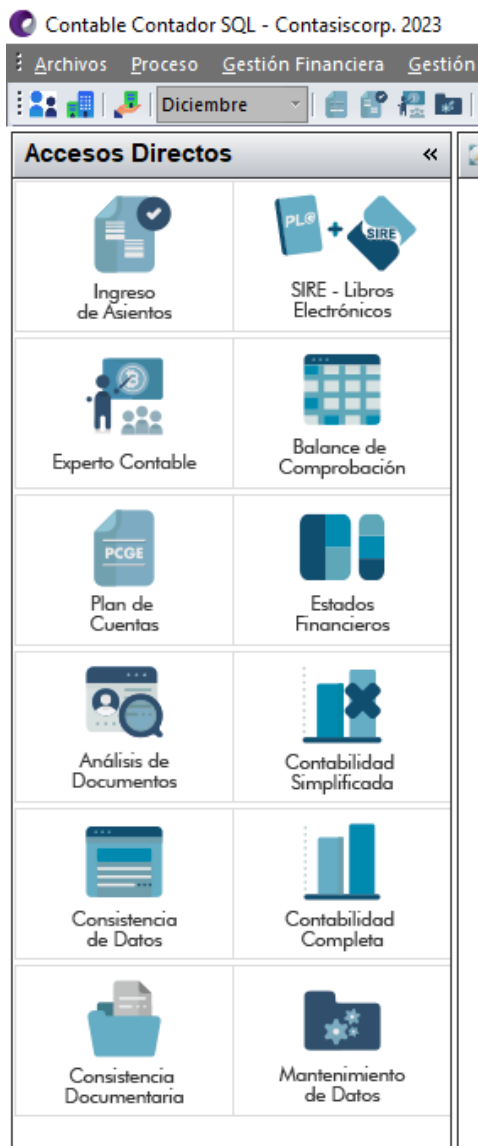 Contable Contador SQL - Contasiscorp. 2023
Archivos Proceso Gestión Financiera Gestión
Diciembre
Accesos Directos «
PL@ + SIRE
Ingreso
de Asientos
SIRE - Libros
Electrónicos
Experto Contable
Balance de
Comprobación
PCGE
Plan de
Cuentas
Estados
Financieros
Análisis de
Documentos
Contabilidad
Simplificada
Consistencia
de Datos
Contabilidad
Completa
Consistencia
Documentaria
Mantenimiento
de Datos